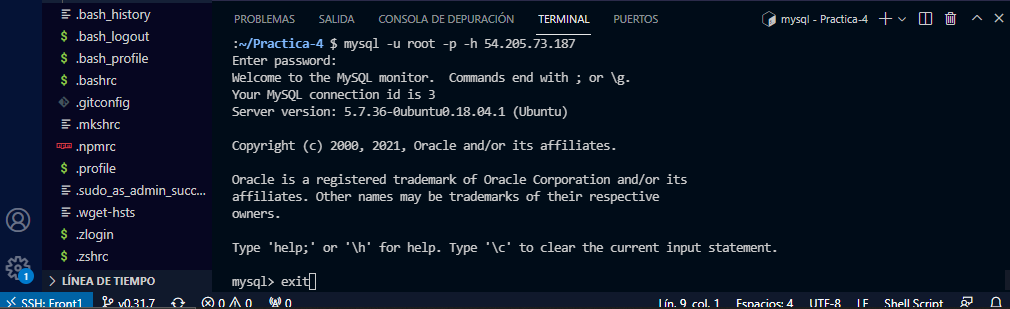 .bash_history
.bash_logout
.bash_profile
.bashrc
.gitconfig
.mkshrc
.npmrc
.profile
.sudo_as_admin_succ...
.wget-hsts
.zlogin
.zshrc
LÍNEA DE TIEMPO
PROBLEMAS SALIDA CONSOLA DE DEPURACIÓN TERMINAL PUERTOS
mysql - Practica-4
:~/Practica-4 $ mysql -u root -p -h 54.205.73.187
Enter password:
Welcome to the MySQL monitor.  Commands end with ; or \g.
Your MySQL connection id is 3
Server version: 5.7.36-0ubuntu0.18.04.1 (Ubuntu)
Copyright (c) 2000, 2021, Oracle and/or its affiliates.
Oracle is a registered trademark of Oracle Corporation and/or its
affiliates. Other names may be trademarks of their respective
owners.
Type 'help;' or '\h' for help. Type '\c' to clear the current input statement.
mysql> exit
1
SSH: Front1 v0.31.7 0 0 0 Lín. 9, col. 1 Espacios: 4 UTF-8 LF Shell Script